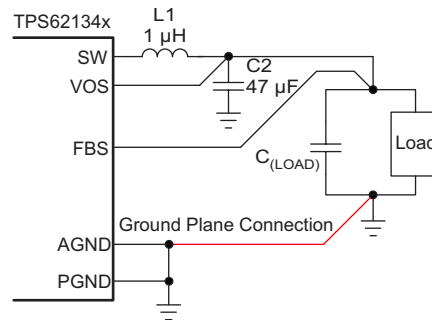 TPS62134x
L1
1 µH
SW
VOS
C2
47 µF
FBS
C(LOAD)
Load
Ground Plane Connection
AGND
PGND